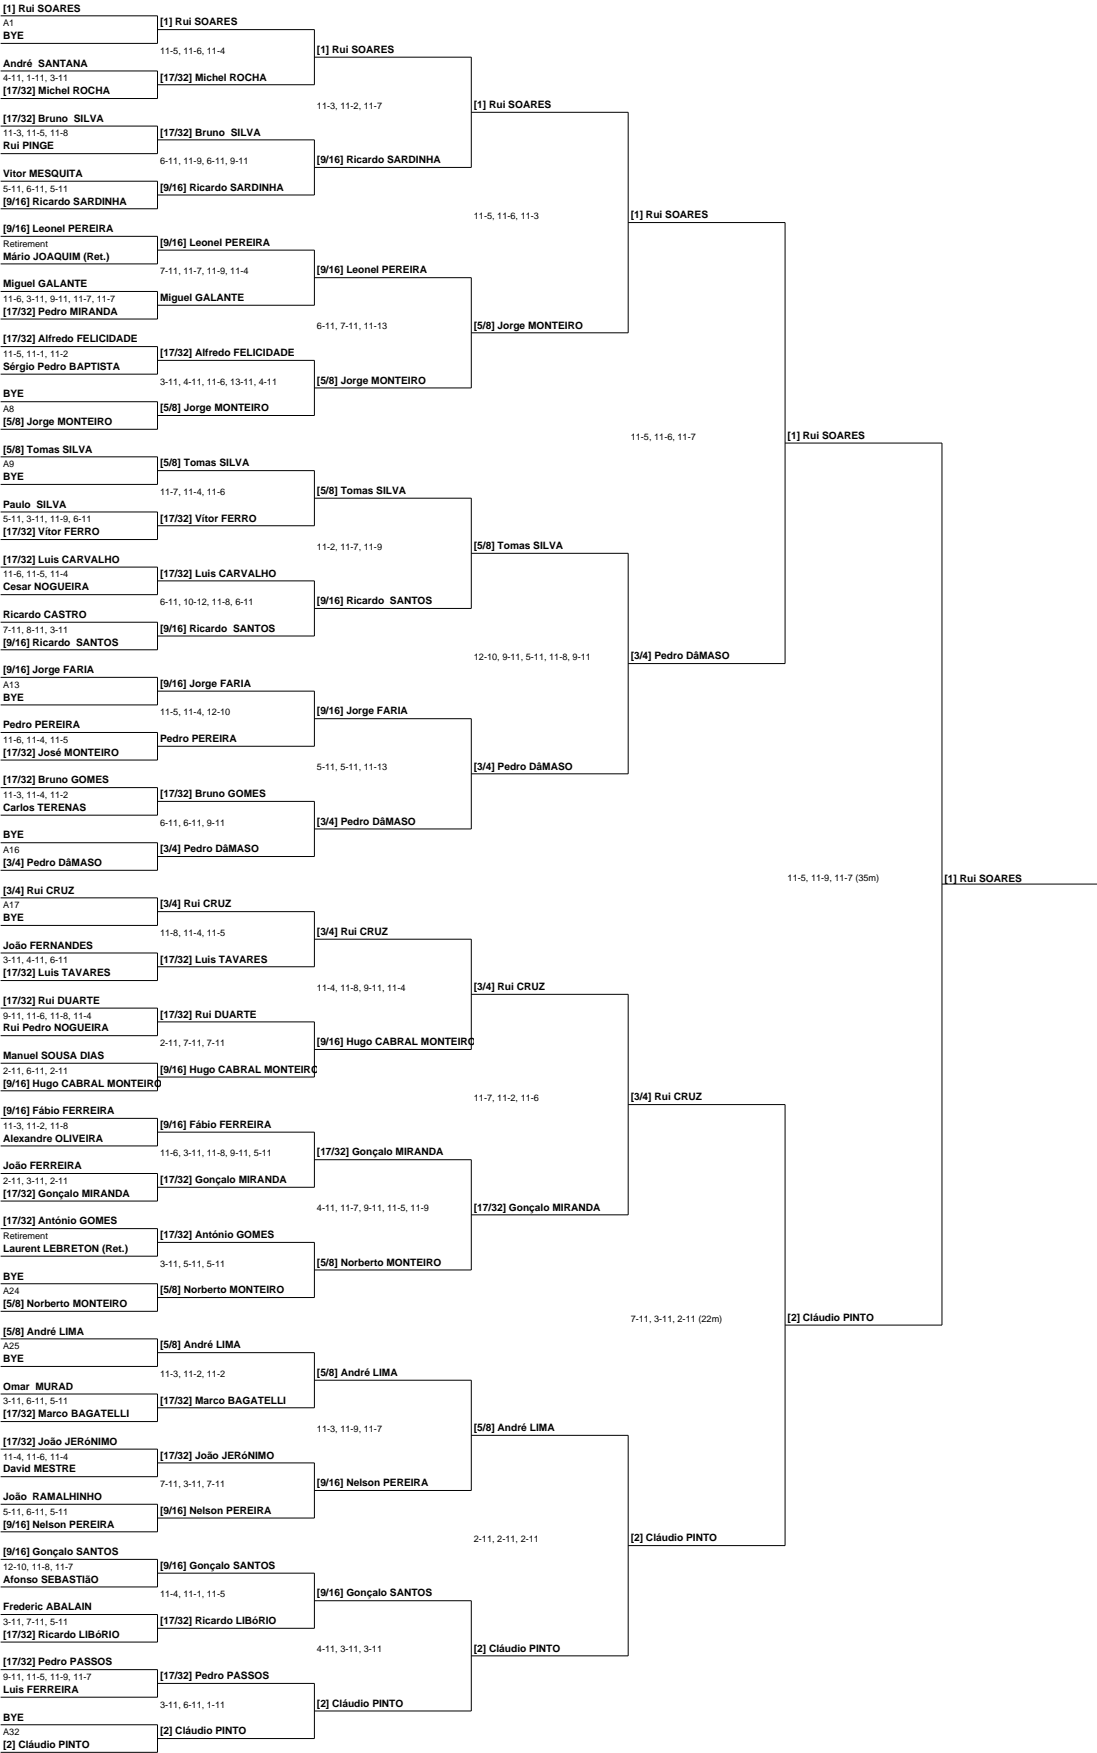 [1] Rui SOARES
A1
BYE
[1] Rui SOARES
11-5, 11-6, 11-4
[1] Rui SOARES
André  SANTANA
4-11, 1-11, 3-11
[17/32] Michel ROCHA
[17/32] Michel ROCHA
11-3, 11-2, 11-7
[1] Rui SOARES
[17/32] Bruno  SILVA
11-3, 11-5, 11-8
Rui PINGE
[17/32] Bruno  SILVA
6-11, 11-9, 6-11, 9-11
[9/16] Ricardo SARDINHA
Vitor MESQUITA
5-11, 6-11, 5-11
[9/16] Ricardo SARDINHA
[9/16] Ricardo SARDINHA
11-5, 11-6, 11-3
[1] Rui SOARES
[9/16] Leonel PEREIRA
Retirement
Mário JOAQUIM (Ret.)
[9/16] Leonel PEREIRA
7-11, 11-7, 11-9, 11-4
[9/16] Leonel PEREIRA
Miguel GALANTE
11-6, 3-11, 9-11, 11-7, 11-7
[17/32] Pedro MIRANDA
Miguel GALANTE
6-11, 7-11, 11-13
[5/8] Jorge MONTEIRO
[17/32] Alfredo FELICIDADE
11-5, 11-1, 11-2
Sérgio Pedro BAPTISTA
[17/32] Alfredo FELICIDADE
3-11, 4-11, 11-6, 13-11, 4-11
[5/8] Jorge MONTEIRO
BYE
A8
[5/8] Jorge MONTEIRO
[5/8] Jorge MONTEIRO
11-5, 11-6, 11-7
[1] Rui SOARES
[5/8] Tomas SILVA
A9
BYE
[5/8] Tomas SILVA
11-7, 11-4, 11-6
[5/8] Tomas SILVA
Paulo  SILVA
5-11, 3-11, 11-9, 6-11
[17/32] Vítor FERRO
[17/32] Vítor FERRO
11-2, 11-7, 11-9
[5/8] Tomas SILVA
[17/32] Luis CARVALHO
11-6, 11-5, 11-4
Cesar NOGUEIRA
[17/32] Luis CARVALHO
6-11, 10-12, 11-8, 6-11
[9/16] Ricardo  SANTOS
Ricardo CASTRO
7-11, 8-11, 3-11
[9/16] Ricardo  SANTOS
[9/16] Ricardo  SANTOS
12-10, 9-11, 5-11, 11-8, 9-11
[3/4] Pedro DâMASO
[9/16] Jorge FARIA
A13
BYE
[9/16] Jorge FARIA
11-5, 11-4, 12-10
[9/16] Jorge FARIA
Pedro PEREIRA
11-6, 11-4, 11-5
[17/32] José MONTEIRO
Pedro PEREIRA
5-11, 5-11, 11-13
[3/4] Pedro DâMASO
[17/32] Bruno GOMES
11-3, 11-4, 11-2
Carlos TERENAS
[17/32] Bruno GOMES
6-11, 6-11, 9-11
[3/4] Pedro DâMASO
BYE
A16
[3/4] Pedro DâMASO
[3/4] Pedro DâMASO
11-5, 11-9, 11-7 (35m)
[1] Rui SOARES
[3/4] Rui CRUZ
A17
BYE
[3/4] Rui CRUZ
11-8, 11-4, 11-5
[3/4] Rui CRUZ
João FERNANDES
3-11, 4-11, 6-11
[17/32] Luis TAVARES
[17/32] Luis TAVARES
11-4, 11-8, 9-11, 11-4
[3/4] Rui CRUZ
[17/32] Rui DUARTE
9-11, 11-6, 11-8, 11-4
Rui Pedro NOGUEIRA
[17/32] Rui DUARTE
2-11, 7-11, 7-11
[9/16] Hugo CABRAL MONTEIRO
Manuel SOUSA DIAS
2-11, 6-11, 2-11
[9/16] Hugo CABRAL MONTEIRO
[9/16] Hugo CABRAL MONTEIRO
11-7, 11-2, 11-6
[3/4] Rui CRUZ
[9/16] Fábio FERREIRA
11-3, 11-2, 11-8
Alexandre OLIVEIRA
[9/16] Fábio FERREIRA
11-6, 3-11, 11-8, 9-11, 5-11
[17/32] Gonçalo MIRANDA
João FERREIRA
2-11, 3-11, 2-11
[17/32] Gonçalo MIRANDA
[17/32] Gonçalo MIRANDA
4-11, 11-7, 9-11, 11-5, 11-9
[17/32] Gonçalo MIRANDA
[17/32] António GOMES
Retirement
Laurent LEBRETON (Ret.)
[17/32] António GOMES
3-11, 5-11, 5-11
[5/8] Norberto MONTEIRO
BYE
A24
[5/8] Norberto MONTEIRO
[5/8] Norberto MONTEIRO
7-11, 3-11, 2-11 (22m)
[2] Cláudio PINTO
[5/8] André LIMA
A25
BYE
[5/8] André LIMA
11-3, 11-2, 11-2
[5/8] André LIMA
Omar  MURAD
3-11, 6-11, 5-11
[17/32] Marco BAGATELLI
[17/32] Marco BAGATELLI
11-3, 11-9, 11-7
[5/8] André LIMA
[17/32] João JERóNIMO
11-4, 11-6, 11-4
David MESTRE
[17/32] João JERóNIMO
7-11, 3-11, 7-11
[9/16] Nelson PEREIRA
João  RAMALHINHO
5-11, 6-11, 5-11
[9/16] Nelson PEREIRA
[9/16] Nelson PEREIRA
2-11, 2-11, 2-11
[2] Cláudio PINTO
[9/16] Gonçalo SANTOS
12-10, 11-8, 11-7
Afonso SEBASTIãO
[9/16] Gonçalo SANTOS
11-4, 11-1, 11-5
[9/16] Gonçalo SANTOS
Frederic ABALAIN
3-11, 7-11, 5-11
[17/32] Ricardo LIBóRIO
[17/32] Ricardo LIBóRIO
4-11, 3-11, 3-11
[2] Cláudio PINTO
[17/32] Pedro PASSOS
9-11, 11-5, 11-9, 11-7
Luis FERREIRA
[17/32] Pedro PASSOS
3-11, 6-11, 1-11
[2] Cláudio PINTO
BYE
A32
[2] Cláudio PINTO
[2] Cláudio PINTO